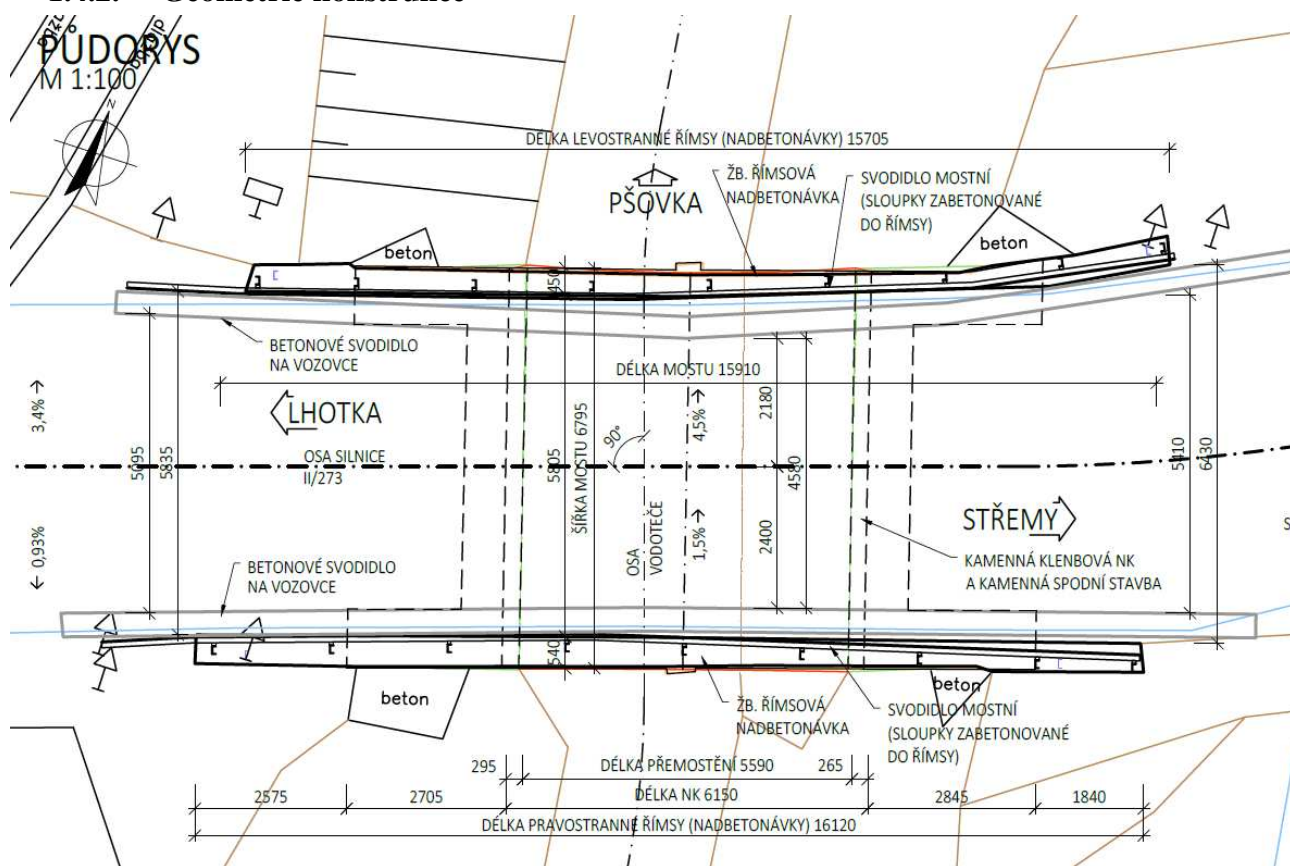 PŮDORYS
M 1:100
DÉLKA LEVOSTRANNÉ ŘÍMSY (NADBETONÁVKY) 15705
PŠOVKA
ŽB. ŘÍMSOVÁ
NADBETONÁVKA
SVODIDLO MOSTNÍ
(SLOUPKY ZABETONOVANÉ
DO ŘÍMSY)
beton
beton
450
BETONOVÉ SVODIDLO
NA VOZOVCE
DÉLKA MOSTU 15910
LHOTKA
3,4%
5095
5835
OSA SILNICE
II/273
5805
ŠÍŘKA MOSTU 6795
90°
4,5%
2180
4580
5410
6430
0,93%
BETONOVÉ SVODIDLO
NA VOZOVCE
OSA
VODOTEČE
1,5%
2400
STŘEMY
KAMENNÁ KLENBOVÁ NK
A KAMENNÁ SPODNÍ STAVBA
540
beton
beton
ŽB. ŘÍMSOVÁ
NADBETONÁVKA
SVODIDLO MOSTNÍ
(SLOUPKY ZABETONOVANÉ
DO ŘÍMSY)
295
DÉLKA PŘEMOSTĚNÍ 5590
265
2575
2705
DÉLKA NK 6150
2845
1840
DÉLKA PRAVOSTRANNÉ ŘÍMSY (NADBETONÁVKY) 16120